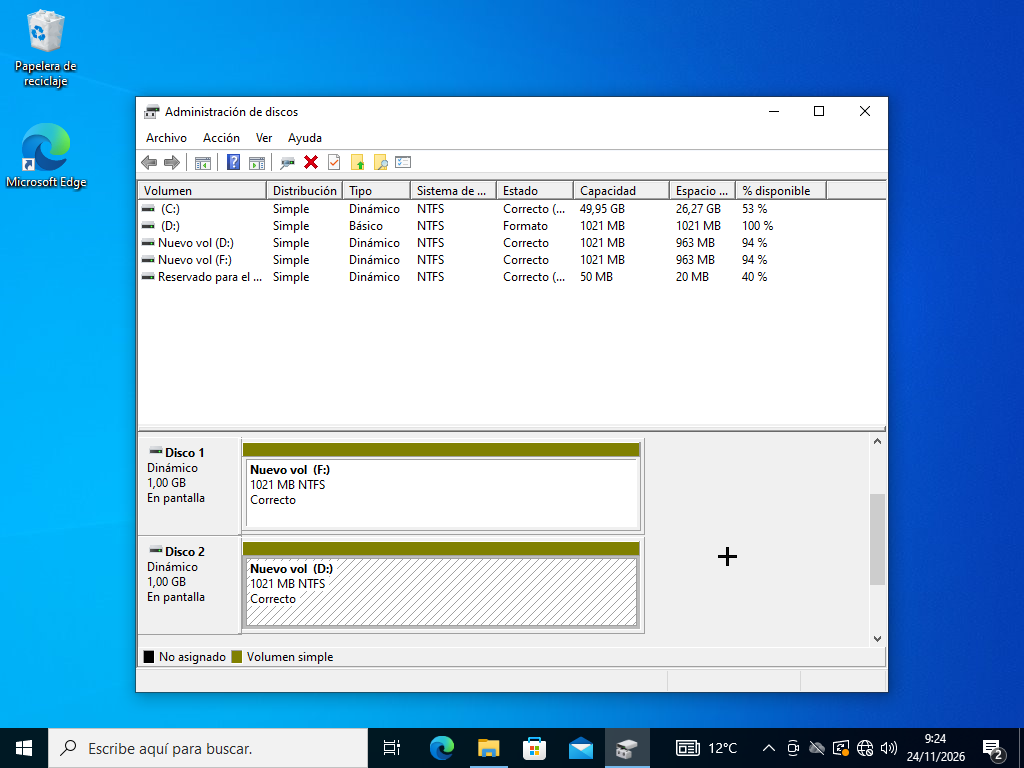 Papelera de
reciclaje
Microsoft Edge
Administración de discos
Archivo Acción Ver Ayuda
Volumen Distribución Tipo Sistema de ... Estado Capacidad Espacio ... % disponible
(C:) Simple Dinámico NTFS Correcto (... 49,95 GB 26,27 GB 53 %
(D:) Simple Básico NTFS Formato 1021 MB 1021 MB 100 %
Nuevo vol (D:) Simple Dinámico NTFS Correcto 1021 MB 963 MB 94 %
Nuevo vol (F:) Simple Dinámico NTFS Correcto 1021 MB 963 MB 94 %
Reservado para el ... Simple Dinámico NTFS Correcto (... 50 MB 20 MB 40 %
Disco 1
Dinámico
1,00 GB
En pantalla
Nuevo vol (F:)
1021 MB NTFS
Correcto
Disco 2
Dinámico
1,00 GB
En pantalla
Nuevo vol (D:)
1021 MB NTFS
Correcto
No asignado Volumen simple
Escribe aquí para buscar.
12°C
9:24
24/11/2026
2